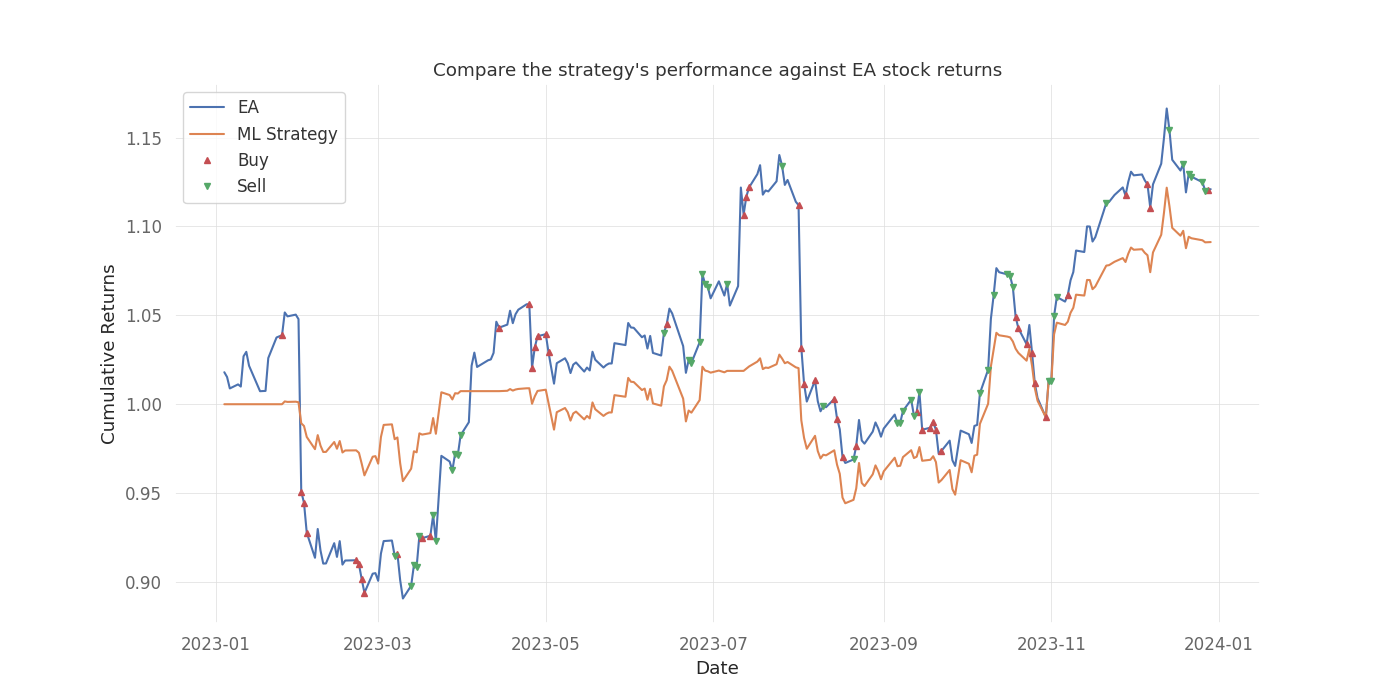 Compare the strategy's performance against EA stock returns
EA
ML Strategy
Buy
Sell
Cumulative Returns
1.15
1.10
1.05
1.00
0.95
0.90
2023-01
2023-03
2023-05
2023-07
2023-09
2023-11
2024-01
Date